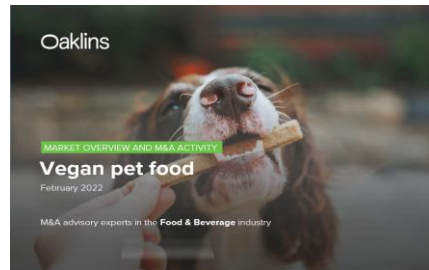 Oaklins
MARKET OVERVIEW AND M&A ACTIVITY
Vegan pet food
February 2022
M&A advisory experts in the Food & Beverage industry